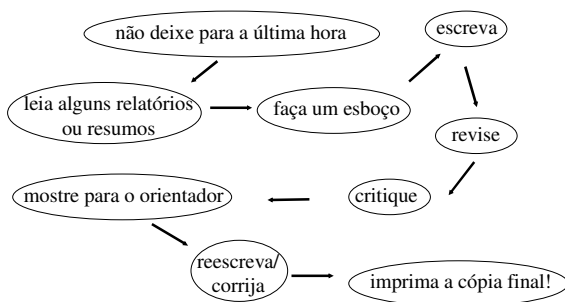 não deixe para a última hora
leia alguns relatórios
ou resumos
faça um esboço
escreva
revise
critique
mostre para o orientador
reescreva/
corrija
imprima a cópia final!